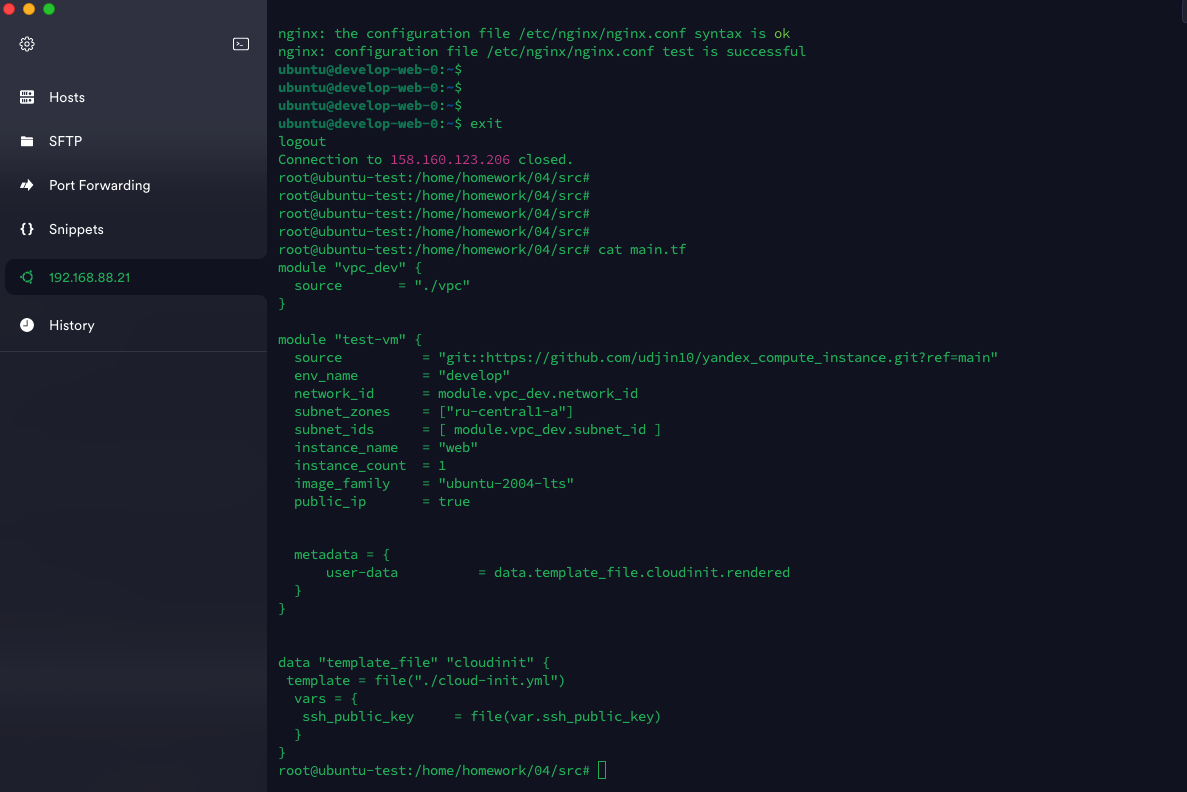 Hosts
SFTP
Port Forwarding
Snippets
192.168.88.21
History
nginx: the configuration file /etc/nginx/nginx.conf syntax is ok
nginx: configuration file /etc/nginx/nginx.conf test is successful
ubuntu@develop-web-0:~$
ubuntu@develop-web-0:~$
ubuntu@develop-web-0:~$
ubuntu@develop-web-0:~$ exit
logout
Connection to 158.160.123.206 closed.
root@ubuntu-test:/home/homework/04/src#
root@ubuntu-test:/home/homework/04/src#
root@ubuntu-test:/home/homework/04/src#
root@ubuntu-test:/home/homework/04/src#
root@ubuntu-test:/home/homework/04/src# cat main.tf
module "vpc_dev" {
  source       = "./vpc"
}
module "test-vm" {
  source          = "git::https://github.com/udjin10/yandex_compute_instance.git?ref=main"
  env_name        = "develop"
  network_id      = module.vpc_dev.network_id
  subnet_zones    = ["ru-central1-a"]
  subnet_ids      = [ module.vpc_dev.subnet_id ]
  instance_name   = "web"
  instance_count  = 1
  image_family    = "ubuntu-2004-lts"
  public_ip       = true
  metadata = {
      user-data          = data.template_file.cloudinit.rendered
  }
}
data "template_file" "cloudinit" {
 template = file("./cloud-init.yml")
  vars = {
   ssh_public_key     = file(var.ssh_public_key)
  }
}
root@ubuntu-test:/home/homework/04/src#